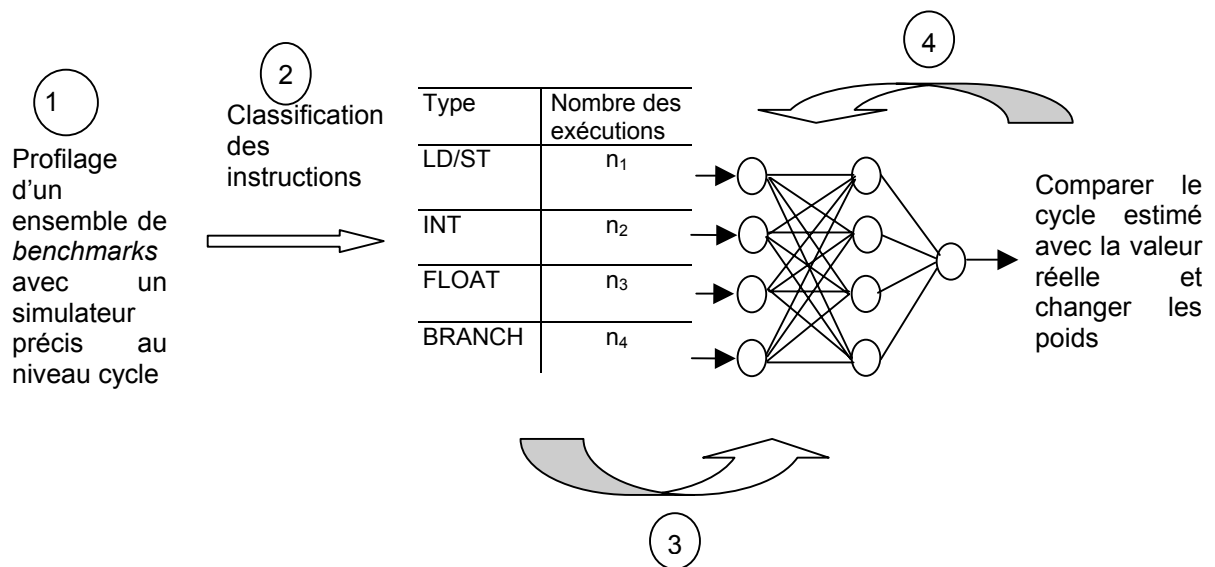 1
Profilage
d'un
ensemble de
benchmarks
avec un
simulateur
précis au
niveau cycle
2
Classification
des
instructions
Type Nombre des
exécutions
LD/ST n1
INT n2
FLOAT n3
BRANCH n4
3
4
Comparer le
cycle estimé
avec la valeur
réelle et
changer les
poids